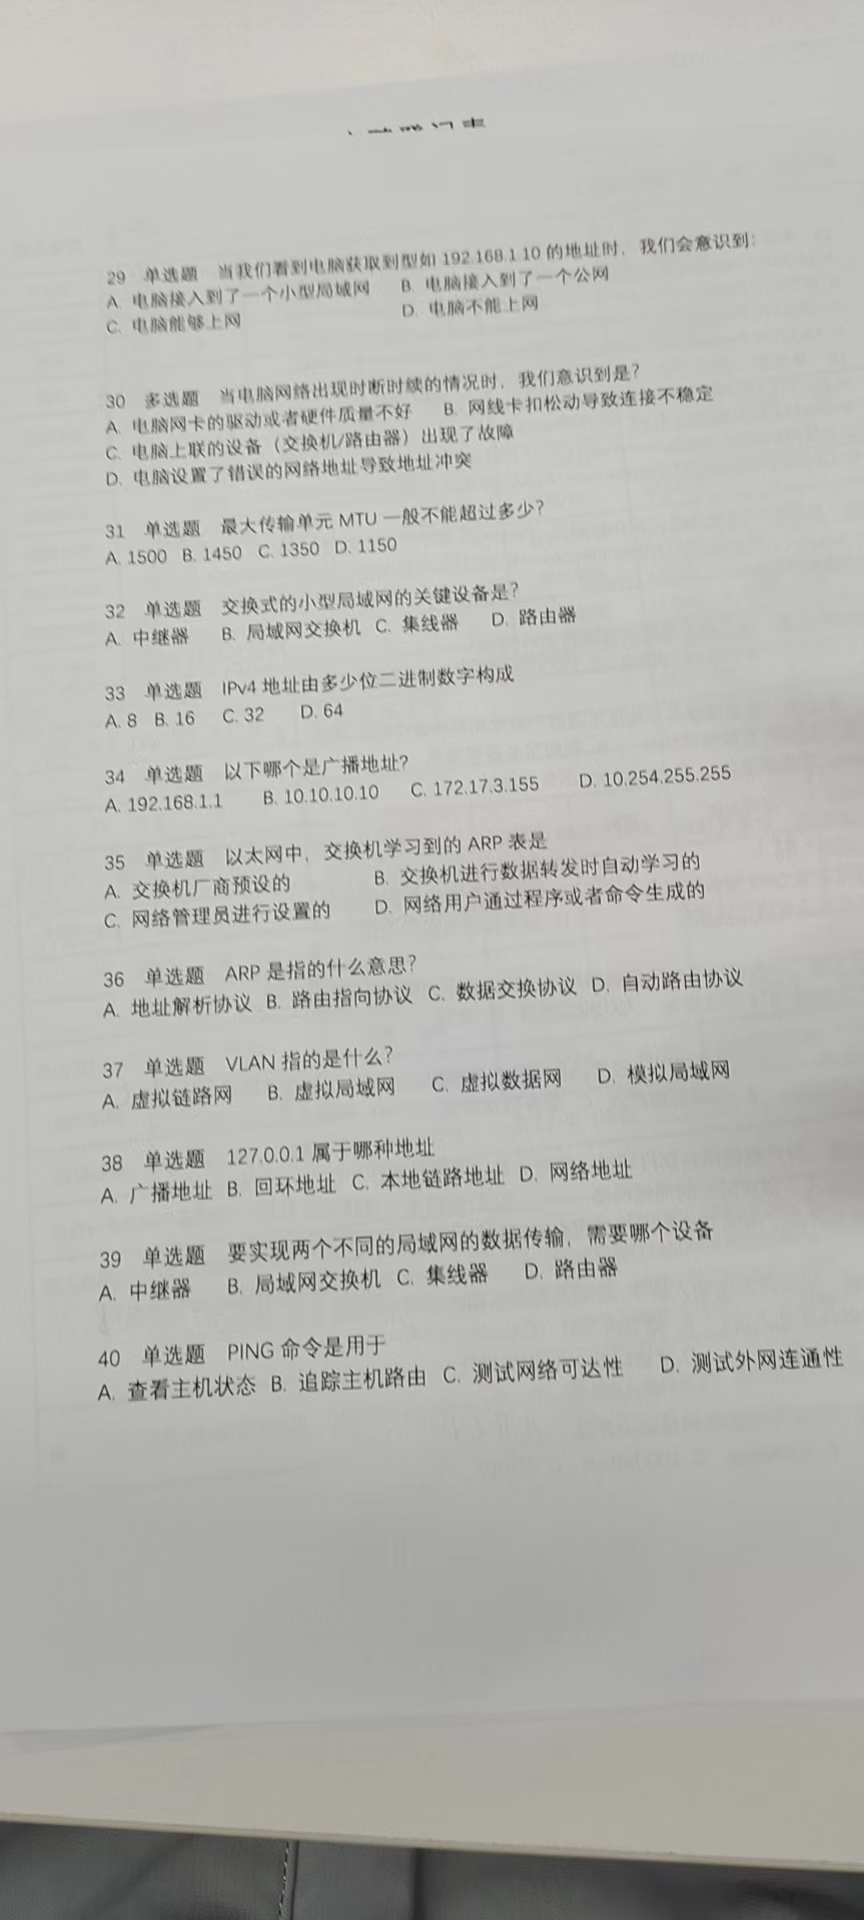 29 单选题 当我们看到电脑获取到型如 192.168.1.10 的地址时，我们会意识到：
A. 电脑接入到了一个小型局域网 B. 电脑接入到了一个公网
C. 电脑能够上网 D. 电脑不能上网
30 多选题 当电脑网络出现时断时续的情况时，我们意识到是？
A. 电脑网卡的驱动或者硬件质量不好 B. 网线卡扣松动导致连接不稳定
C. 电脑上联的设备（交换机/路由器）出现了故障
D. 电脑设置了错误的网络地址导致地址冲突
31 单选题 最大传输单元 MTU 一般不能超过多少？
A. 1500 B. 1450 C. 1350 D. 1150
32 单选题 交换式的小型局域网的关键设备是？
A. 中继器 B. 局域网交换机 C. 集线器 D. 路由器
33 单选题 IPv4 地址由多少位二进制数字构成
A. 8 B. 16 C. 32 D. 64
34 单选题 以下哪个是广播地址？
A. 192.168.1.1 B. 10.10.10.10 C. 172.17.3.155 D. 10.254.255.255
35 单选题 以太网中，交换机学习到的 ARP 表是
A. 交换机厂商预设的 B. 交换机进行数据转发时自动学习的
C. 网络管理员进行设置的 D. 网络用户通过程序或者命令生成的
36 单选题 ARP 是指的什么意思？
A. 地址解析协议 B. 路由指向协议 C. 数据交换协议 D. 自动路由协议
37 单选题 VLAN 指的是什么？
A. 虚拟链路网 B. 虚拟局域网 C. 虚拟数据网 D. 模拟局域网
38 单选题 127.0.0.1 属于哪种地址
A. 广播地址 B. 回环地址 C. 本地链路地址 D. 网络地址
39 单选题 要实现两个不同的局域网的数据传输，需要哪个设备
A. 中继器 B. 局域网交换机 C. 集线器 D. 路由器
40 单选题 PING 命令是用于
A. 查看主机状态 B. 追踪主机路由 C. 测试网络可达性 D. 测试外网连通性